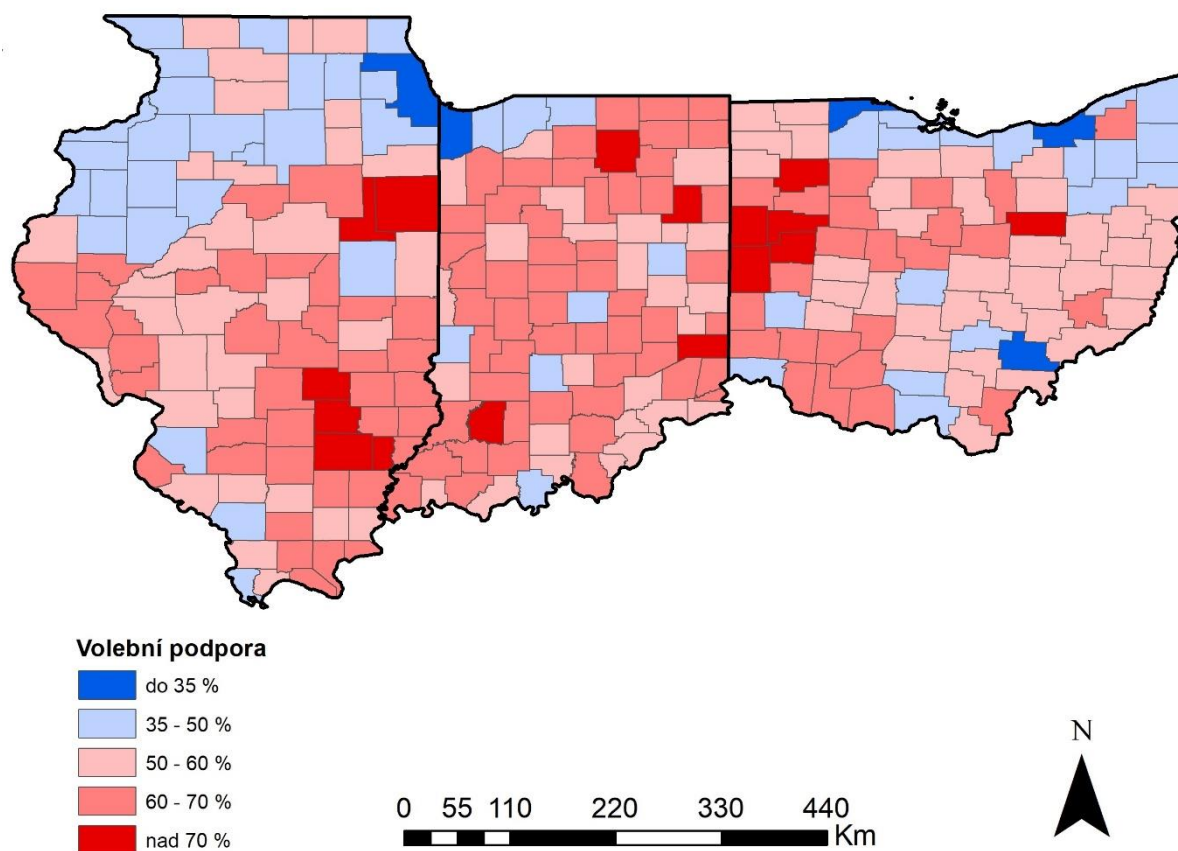 Volební podpora
do 35 %
35 - 50 %
50 - 60 %
60 - 70 %
nad 70 %
N
0 55 110 220 330 440
Km